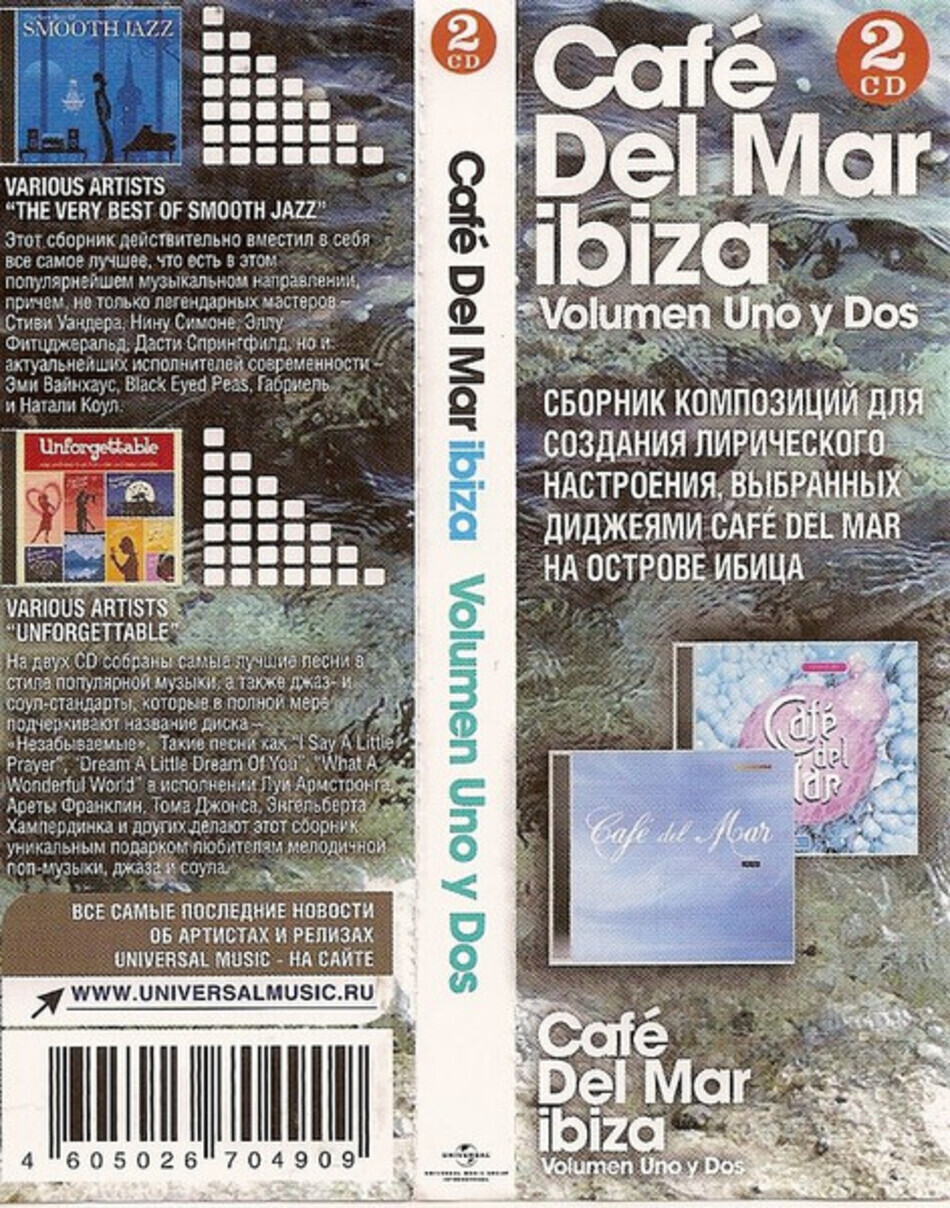 SMOOTH JAZZ
VARIOUS ARTISTS
“THE VERY BEST OF SMOOTH JAZZ”
Этот сборник действительно вместил в себя
все самое лучшее, что есть в этом
популярнейшем музыкальном направлении,
причем, не только легендарных мастеров –
Стиви Уандера, Нину Симоне, Эллу
Фитцджеральд, Дасти Спрингфилд, но и
актуальнейших исполнителей современности –
Эми Вайнхаус, Black Eyed Peas, Габриель
и Натали Коул.
Unforgettable
VARIOUS ARTISTS
“UNFORGETTABLE”
На двух CD собраны самые лучшие песни в
стиле популярной музыки, а также джаз- и
соул-стандарты, которые в полной мере
подчеркивают название диска –
«Незабываемые». Такие песни как “I Say A Little
Prayer”, “Dream A Little Dream Of You”, “What A
Wonderful World” в исполнении Луи Армстронга,
Ареты Франклин, Тома Джонса, Энгельберта
Хампердинка и других,делают этот сборник
уникальным подарком любителям мелодичной
поп-музыки, джаза и соула.
ВСЕ САМЫЕ ПОСЛЕДНИЕ НОВОСТИ
ОБ АРТИСТАХ И РЕЛИЗАХ
UNIVERSAL MUSIC - НА САЙТЕ
WWW.UNIVERSALMUSIC.RU
4 605026 704909
2
CD
Café Del Mar ibiza Volumen Uno y Dos
UNIVERSAL
UNIVERSAL MUSIC GROUP
INTERNATIONAL
Café
Del Mar
ibiza
Volumen Uno y Dos
2
CD
СБОРНИК КОМПОЗИЦИЙ ДЛЯ
СОЗДАНИЯ ЛИРИЧЕСКОГО
НАСТРОЕНИЯ, ВЫБРАННЫХ
ДИДЖЕЯМИ CAFÉ DEL MAR
НА ОСТРОВЕ ИБИЦА
Café
del
Mar
Café del Mar
Café
Del Mar
ibiza
Volumen Uno y Dos